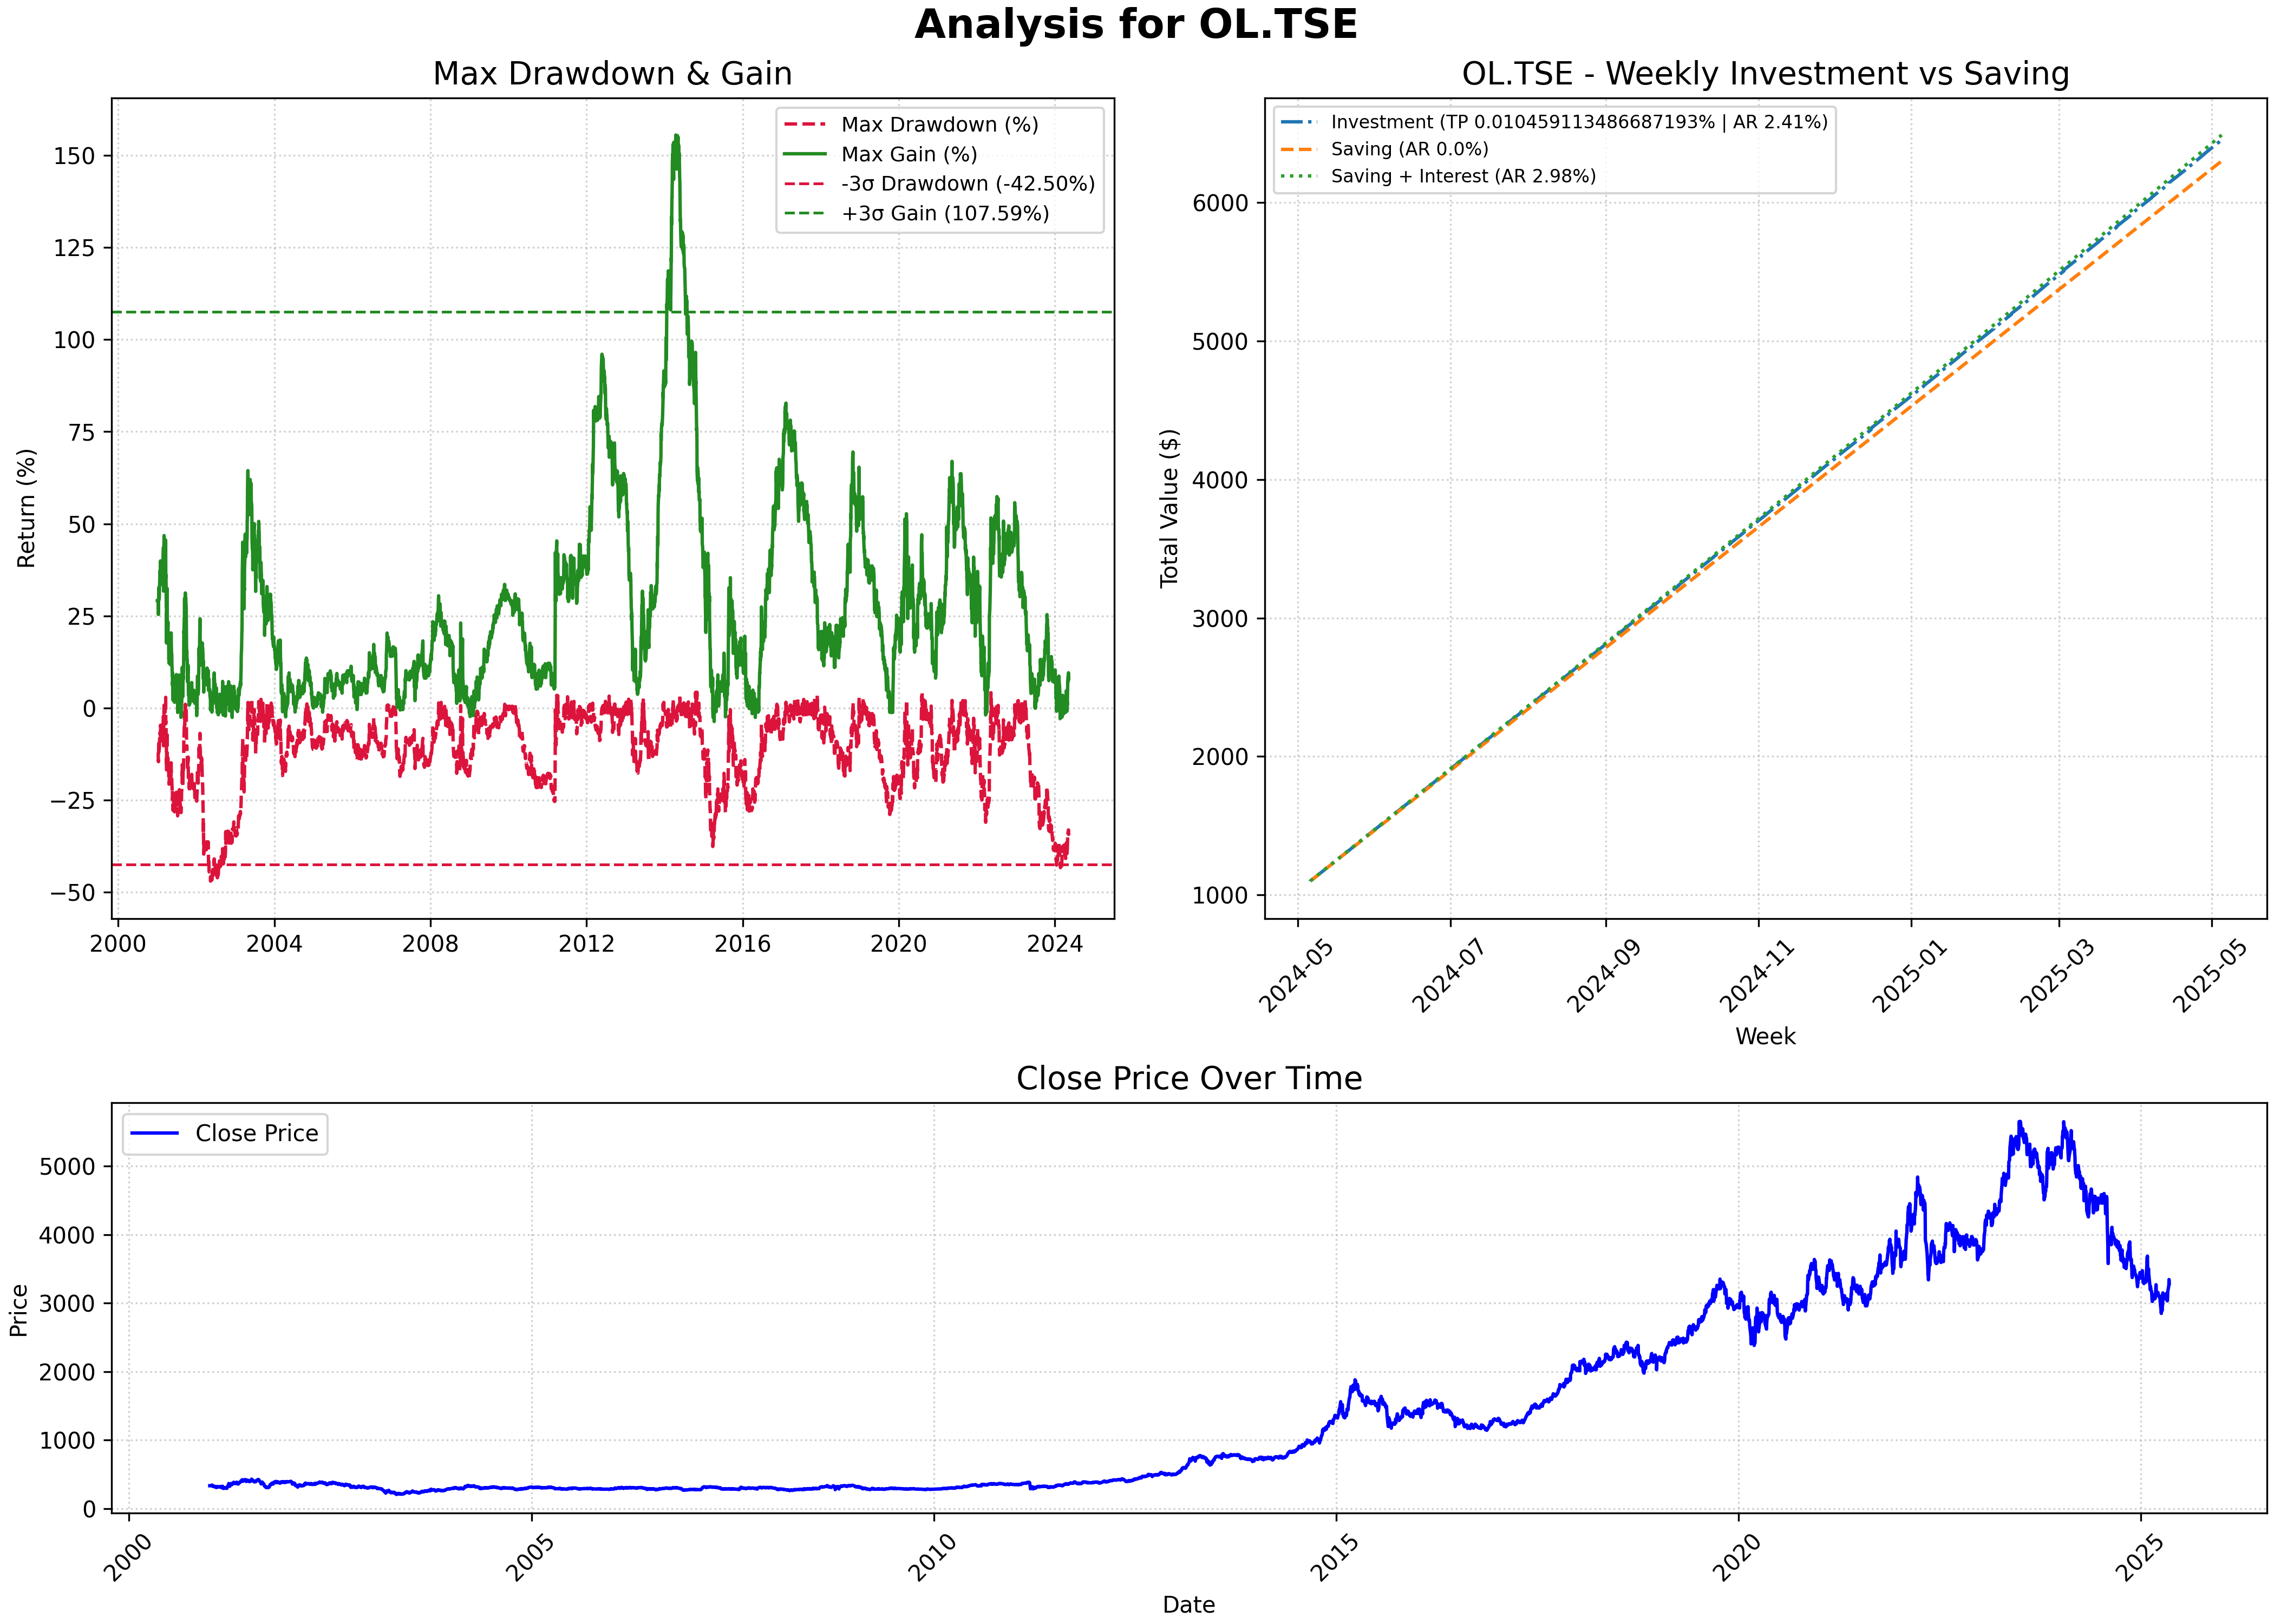 Analysis for OL.TSE
Max Drawdown & Gain
Max Drawdown (%)
Max Gain (%)
-3σ Drawdown (-42.50%)
+3σ Gain (107.59%)
Return (%)
150
125
100
75
50
25
0
−25
−50
2000
2004
2008
2012
2016
2020
2024
OL.TSE - Weekly Investment vs Saving
Investment (TP 0.010459113486687193% | AR 2.41%)
Saving (AR 0.0%)
Saving + Interest (AR 2.98%)
Total Value ($)
6000
5000
4000
3000
2000
1000
2024-05
2024-07
2024-09
2024-11
2025-01
2025-03
2025-05
Week
Close Price Over Time
Close Price
Price
5000
4000
3000
2000
1000
0
2000
2005
2010
2015
2020
2025
Date